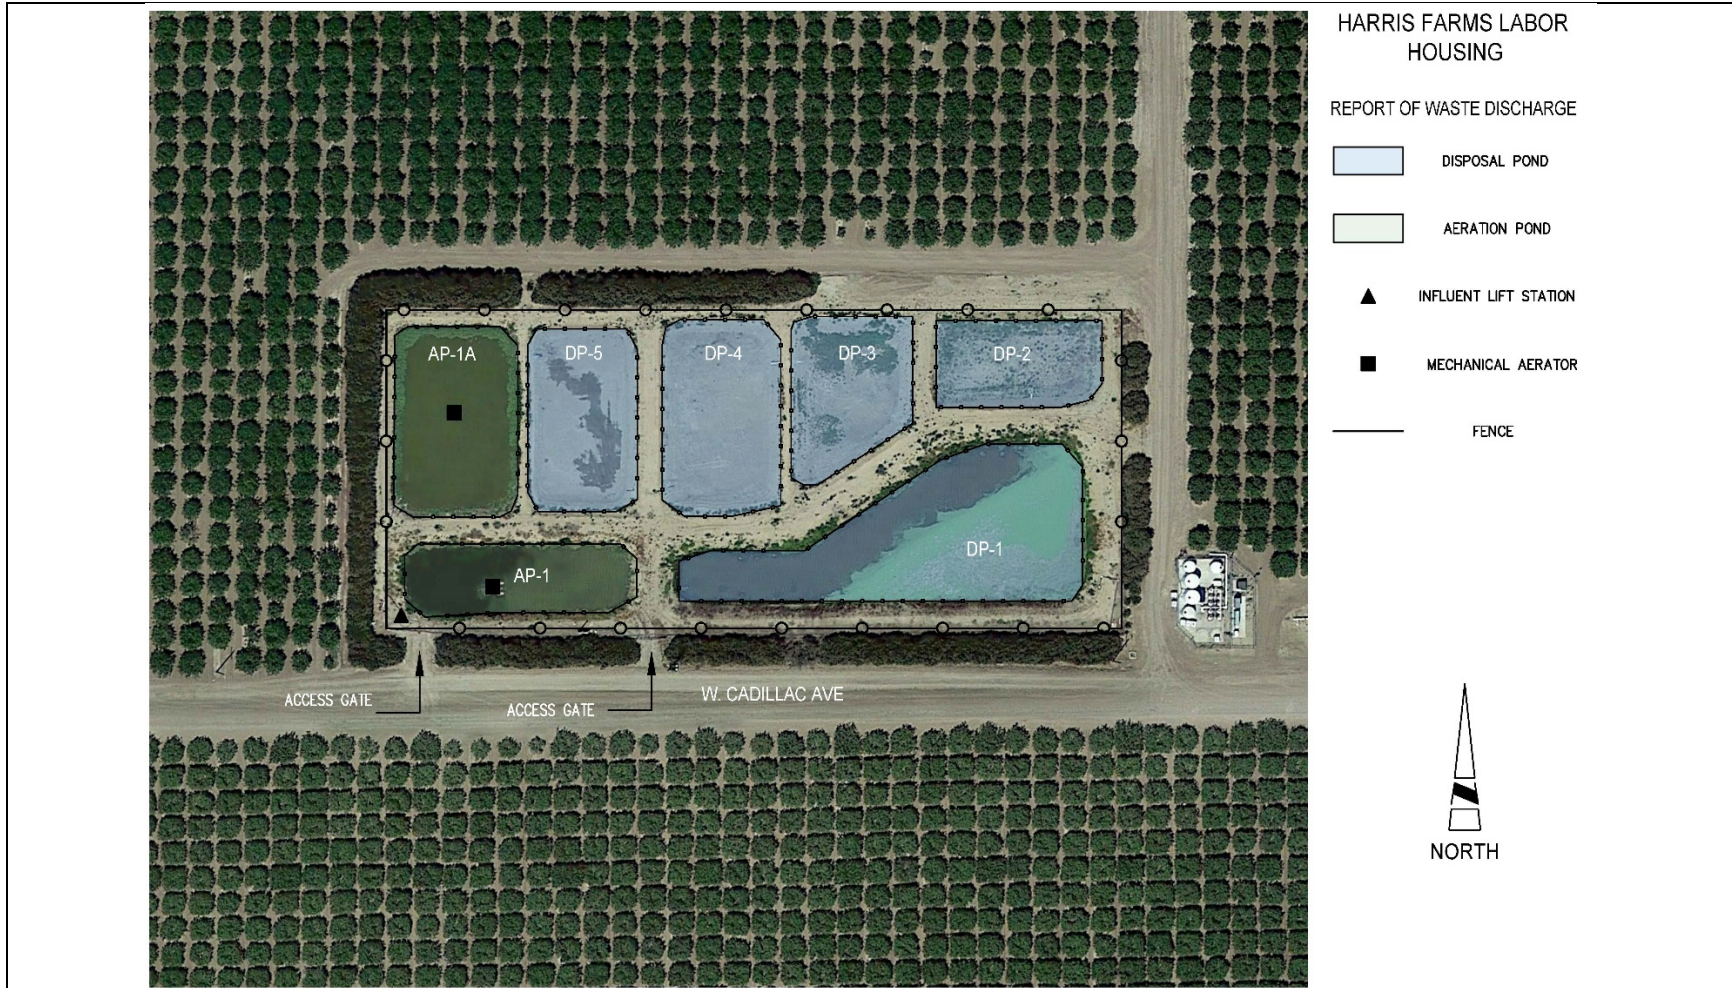 HARRIS FARMS LABOR
HOUSING
REPORT OF WASTE DISCHARGE
DISPOSAL POND
AERATION POND
INFLUENT LIFT STATION
MECHANICAL AERATOR
FENCE
AP-1A
DP-5
DP-4
DP-3
DP-2
DP-1
AP-1
ACCESS GATE
ACCESS GATE
W. CADILLAC AVE
NORTH